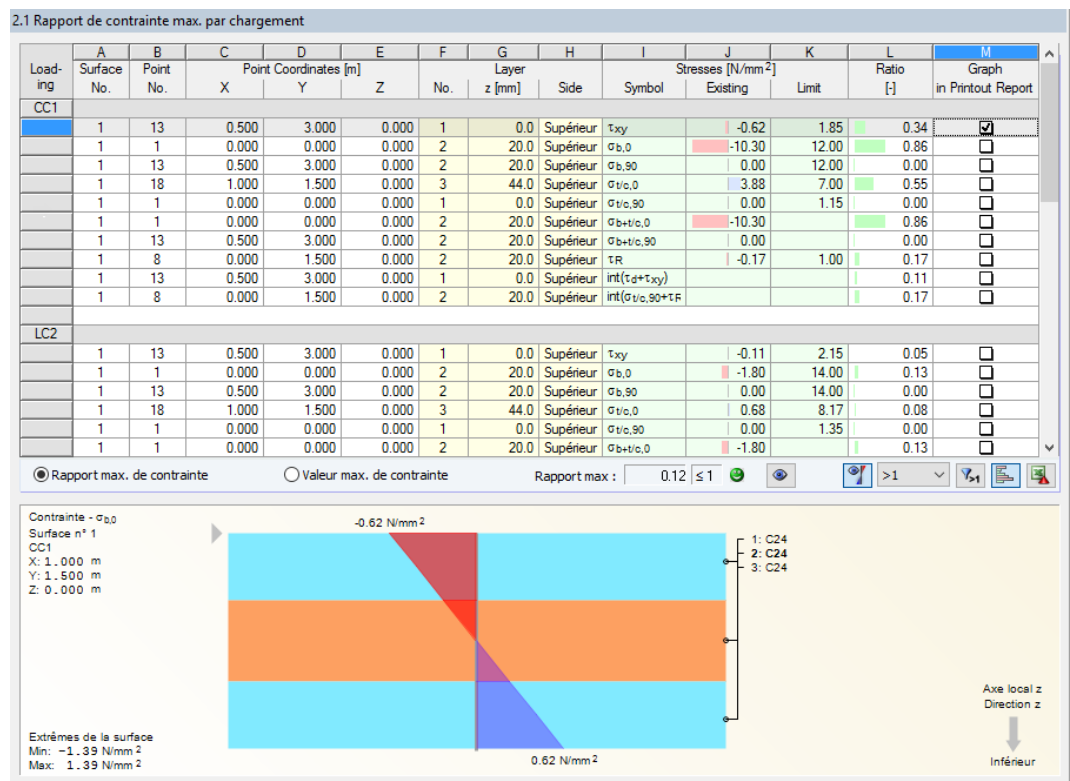 2.1 Rapport de contrainte max. par chargement
A B C D E F G H I J K L M
Load- Surface Point Point Coordinates [m] Layer Stresses [N/mm²] Ratio Graph
ing No. No. X Y Z No. z [mm] Side Symbol Existing Limit [-] in Printout Report
CC1
1 13 0.500 3.000 0.000 1 0.0 Supérieur τxy -0.62 1.85 0.34
1 1 0.000 0.000 0.000 2 20.0 Supérieur σb,0 -10.30 12.00 0.86
1 13 0.500 3.000 0.000 2 20.0 Supérieur σb,90 0.00 12.00 0.00
1 18 1.000 1.500 0.000 3 44.0 Supérieur σt/c,0 3.88 7.00 0.55
1 1 0.000 0.000 0.000 1 0.0 Supérieur σt/c,90 0.00 1.15 0.00
1 1 0.000 0.000 0.000 2 20.0 Supérieur σb+t/c,0 -10.30 0.86
1 13 0.500 3.000 0.000 2 20.0 Supérieur σb+t/c,90 0.00 0.00
1 8 0.000 1.500 0.000 2 20.0 Supérieur τR -0.17 1.00 0.17
1 13 0.500 3.000 0.000 1 0.0 Supérieur int(τd+τxy) 0.11
1 8 0.000 1.500 0.000 2 20.0 Supérieur int(σt/c,90+τR 0.17
LC2
1 13 0.500 3.000 0.000 1 0.0 Supérieur τxy -0.11 2.15 0.05
1 1 0.000 0.000 0.000 2 20.0 Supérieur σb,0 -1.80 14.00 0.13
1 13 0.500 3.000 0.000 2 20.0 Supérieur σb,90 0.00 14.00 0.00
1 18 1.000 1.500 0.000 3 44.0 Supérieur σt/c,0 0.68 8.17 0.08
1 1 0.000 0.000 0.000 1 0.0 Supérieur σt/c,90 0.00 1.35 0.00
1 1 0.000 0.000 0.000 2 20.0 Supérieur σb+t/c,0 -1.80 0.13
Rapport max. de contrainte Valeur max. de contrainte Rapport max : 0.12 ≤ 1 >1 >1
Contrainte - σb,0
Surface n° 1
CC1
X: 1.000 m
Y: 1.500 m
Z: 0.000 m
-0.62 N/mm²
1: C24
2: C24
3: C24
Axe local z
Direction z
Inférieur
Extrêmes de la surface
Min: -1.39 N/mm²
Max: 1.39 N/mm²
0.62 N/mm²